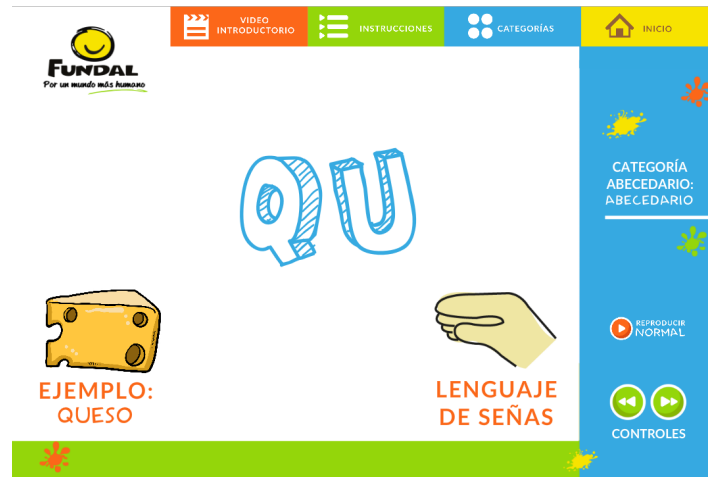 FUNDAL
Por un mundo más humano
VIDEO
INTRODUCTORIO
INSTRUCCIONES
CATEGORÍAS
INICIO
QU
CATEGORÍA
ABECEDARIO:
ABECEDARIO
REPRODUCIR
NORMAL
EJEMPLO:
QUESO
LENGUAJE
DE SEÑAS
CONTROLES